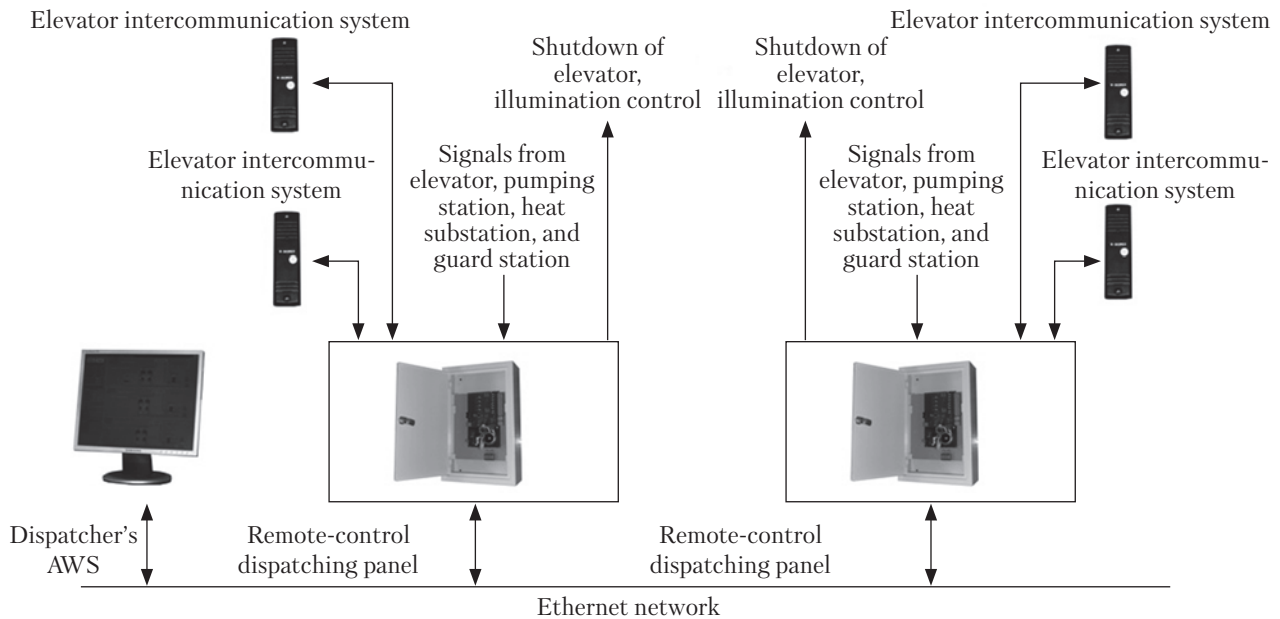 Elevator intercommunication system
Elevator intercommunication system
Shutdown of
elevator,
illumination control
Shutdown of
elevator,
illumination control
Elevator intercommu-
nication system
Signals from
elevator, pumping
station, heat
substation, and
guard station
Signals from
elevator, pumping
station, heat
substation, and
guard station
Elevator intercommu-
nication system
Dispatcher's
AWS
Remote-control
dispatching panel
Remote-control
dispatching panel
Ethernet network